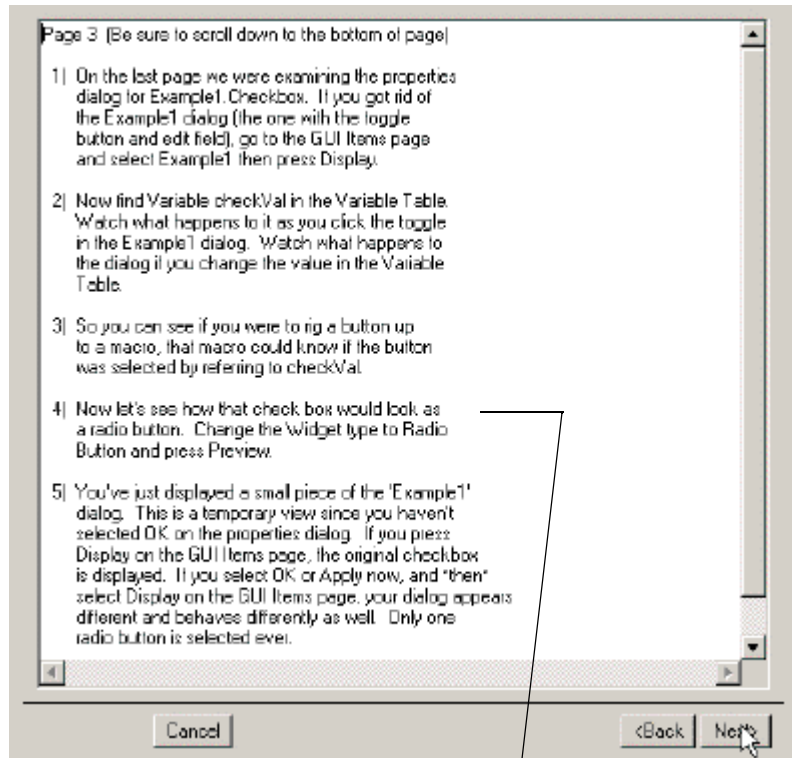 Page 3 (Be sure to scroll down to the bottom of page)
1) On the last page we were examining the properties
dialog for Example1.Checkbox. If you got rid of
the Example1 dialog (the one with the toggle
button and edit field), go to the GUI Items page
and select Example1 then press Display.
2) Now find Variable checkVal in the Variable Table.
Watch what happens to it as you click the toggle
in the Example1 dialog. Watch what happens to
the dialog if you change the value in the Variable
Table.
3) So you can see if you were to rig a button up
to a macro, that macro could know if the button
was selected by referring to checkVal.
4) Now let's see how that check box would look as
a radio button. Change the Widget type to Radio
Button and press Preview.
5) You've just displayed a small piece of the 'Example1'
dialog. This is a temporary view since you haven't
selected OK on the properties dialog. If you press
Display on the GUI Items page, the original checkbox
is displayed. If you select OK or Apply now, and *then*
select Display on the GUI Items page, your dialog appears
different and behaves differently as well. Only one
radio button is selected ever.
Cancel
<Back
Next>